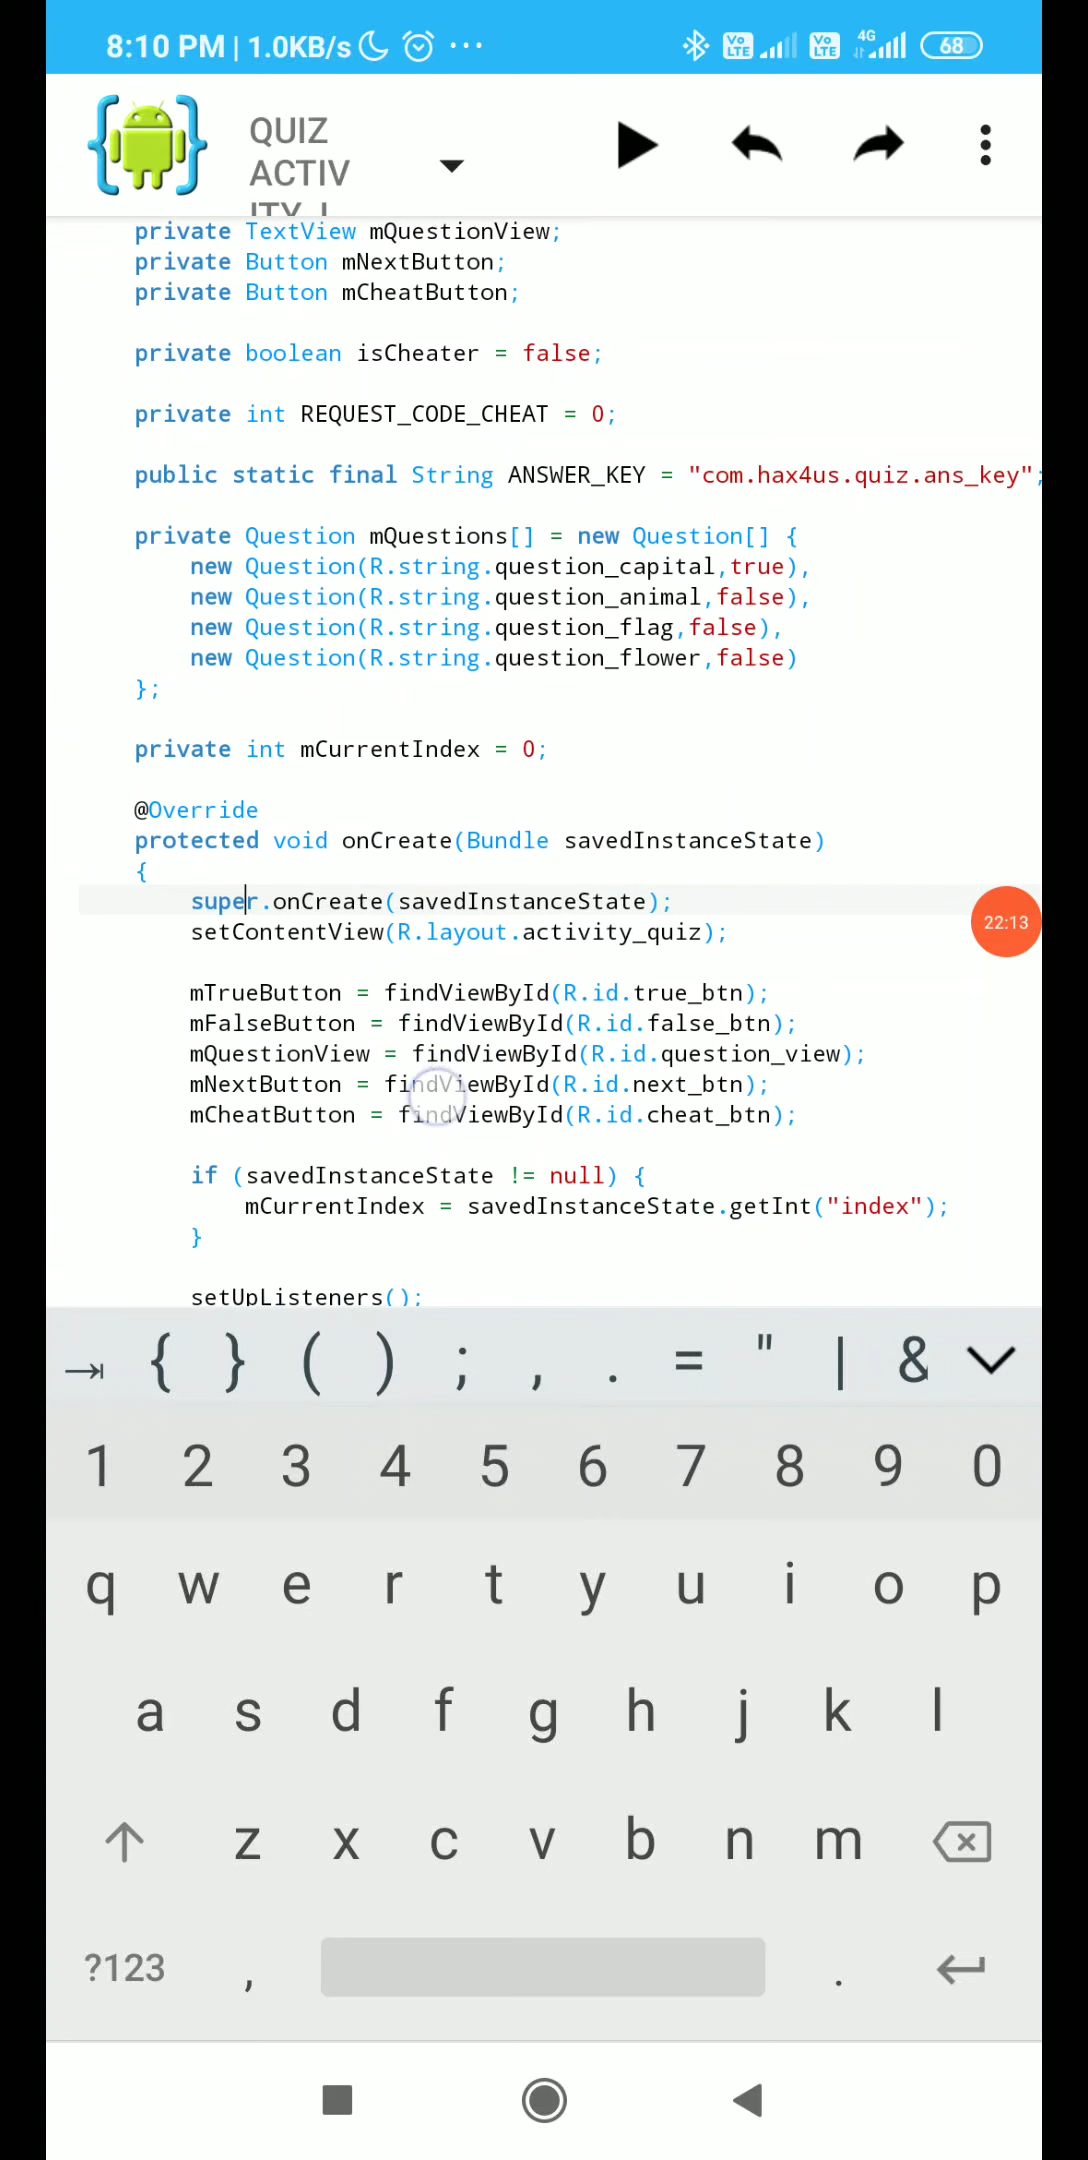 8:10 PM | 1.0KB/s ...
Vo LTE Vo LTE 4G 68
QUIZ
ACTIV
ITY_J
private TextView mQuestionView;
private Button mNextButton;
private Button mCheatButton;
private boolean isCheater = false;
private int REQUEST_CODE_CHEAT = 0;
public static final String ANSWER_KEY = "com.hax4us.quiz.ans_key";
private Question mQuestions[] = new Question[] {
new Question(R.string.question_capital,true),
new Question(R.string.question_animal,false),
new Question(R.string.question_flag,false),
new Question(R.string.question_flower,false)
};
private int mCurrentIndex = 0;
@Override
protected void onCreate(Bundle savedInstanceState)
{
super.onCreate(savedInstanceState);
22:13
setContentView(R.layout.activity_quiz);
mTrueButton = findViewById(R.id.true_btn);
mFalseButton = findViewById(R.id.false_btn);
mQuestionView = findViewById(R.id.question_view);
mNextButton = findViewById(R.id.next_btn);
mCheatButton = findViewById(R.id.cheat_btn);
if (savedInstanceState != null) {
mCurrentIndex = savedInstanceState.getInt("index");
}
setUpListeners();
{ } ( ) ; , . = " | &
1 2 3 4 5 6 7 8 9 0
q w e r t y u i o p
a s d f g h j k l
z x c v b n m
?123 , .